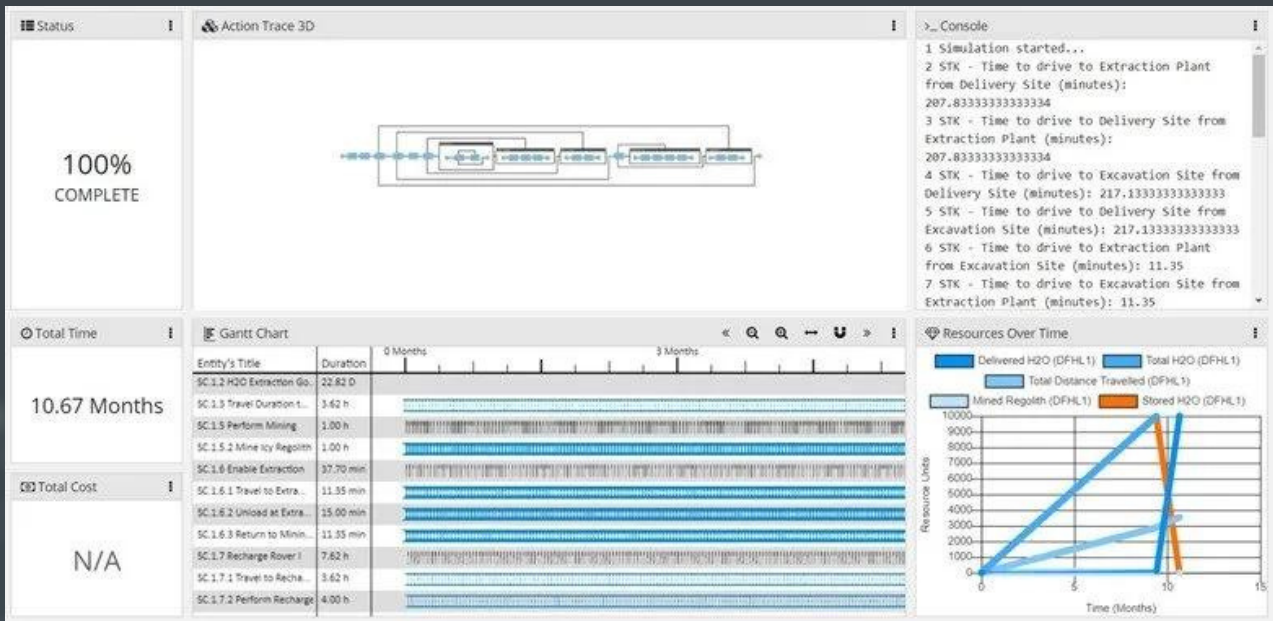 Status
100%
COMPLETE
Action Trace 3D
>_ Console
1 Simulation started...
2 STK - Time to drive to Extraction Plant
from Delivery Site (minutes):
207.83333333333334
3 STK - Time to drive to Delivery Site from
Extraction Plant (minutes):
207.83333333333334
4 STK - Time to drive to Excavation Site from
Delivery Site (minutes): 217.13333333333333
5 STK - Time to drive to Delivery Site from
Excavation Site (minutes): 217.13333333333333
6 STK - Time to drive to Extraction Plant
from Excavation Site (minutes): 11.35
7 STK - Time to drive to Excavation Site from
Extraction Plant (minutes): 11.35
Total Time
10.67 Months
Total Cost
N/A
Gantt Chart
0 Months 3 Months
Entity's Title Duration
SC.1.2 H2O Extraction Go... 22.82 D
SC.1.3 Travel Duration t... 3.62 h
SC.1.5 Perform Mining 1.00 h
SC.1.5.2 Mine Icy Regolith 1.00 h
SC.1.6 Enable Extraction 37.70 min
SC.1.6.1 Travel to Extra... 11.35 min
SC.1.6.2 Unload at Extra... 15.00 min
SC.1.6.3 Return to Minin... 11.35 min
SC.1.7 Recharge Rover I 7.62 h
SC.1.7.1 Travel to Recha... 3.62 h
SC.1.7.2 Perform Recharge 4.00 h
Resources Over Time
Delivered H2O (DFHL1) Total H2O (DFHL1)
Total Distance Travelled (DFHL1)
Mined Regolith (DFHL1) Stored H2O (DFHL1)
Resource Units
10000
9000
8000
7000
6000
5000
4000
3000
2000
1000
0
0 5 10 15
Time (Months)